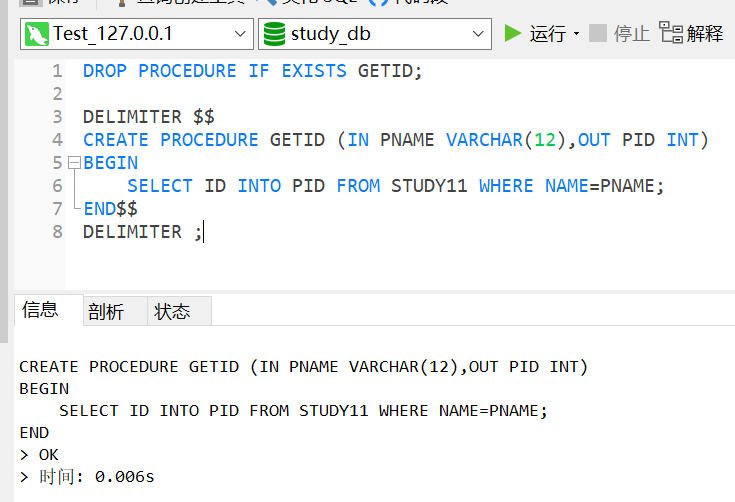 Test_127.0.0.1 study_db 运行 停止 解释
1 DROP PROCEDURE IF EXISTS GETID;
2
3 DELIMITER $$
4 CREATE PROCEDURE GETID (IN PNAME VARCHAR(12),OUT PID INT)
5 BEGIN
6 SELECT ID INTO PID FROM STUDY11 WHERE NAME=PNAME;
7 END$$
8 DELIMITER ;
信息 剖析 状态
CREATE PROCEDURE GETID (IN PNAME VARCHAR(12),OUT PID INT)
BEGIN
SELECT ID INTO PID FROM STUDY11 WHERE NAME=PNAME;
END
> OK
> 时间: 0.006s